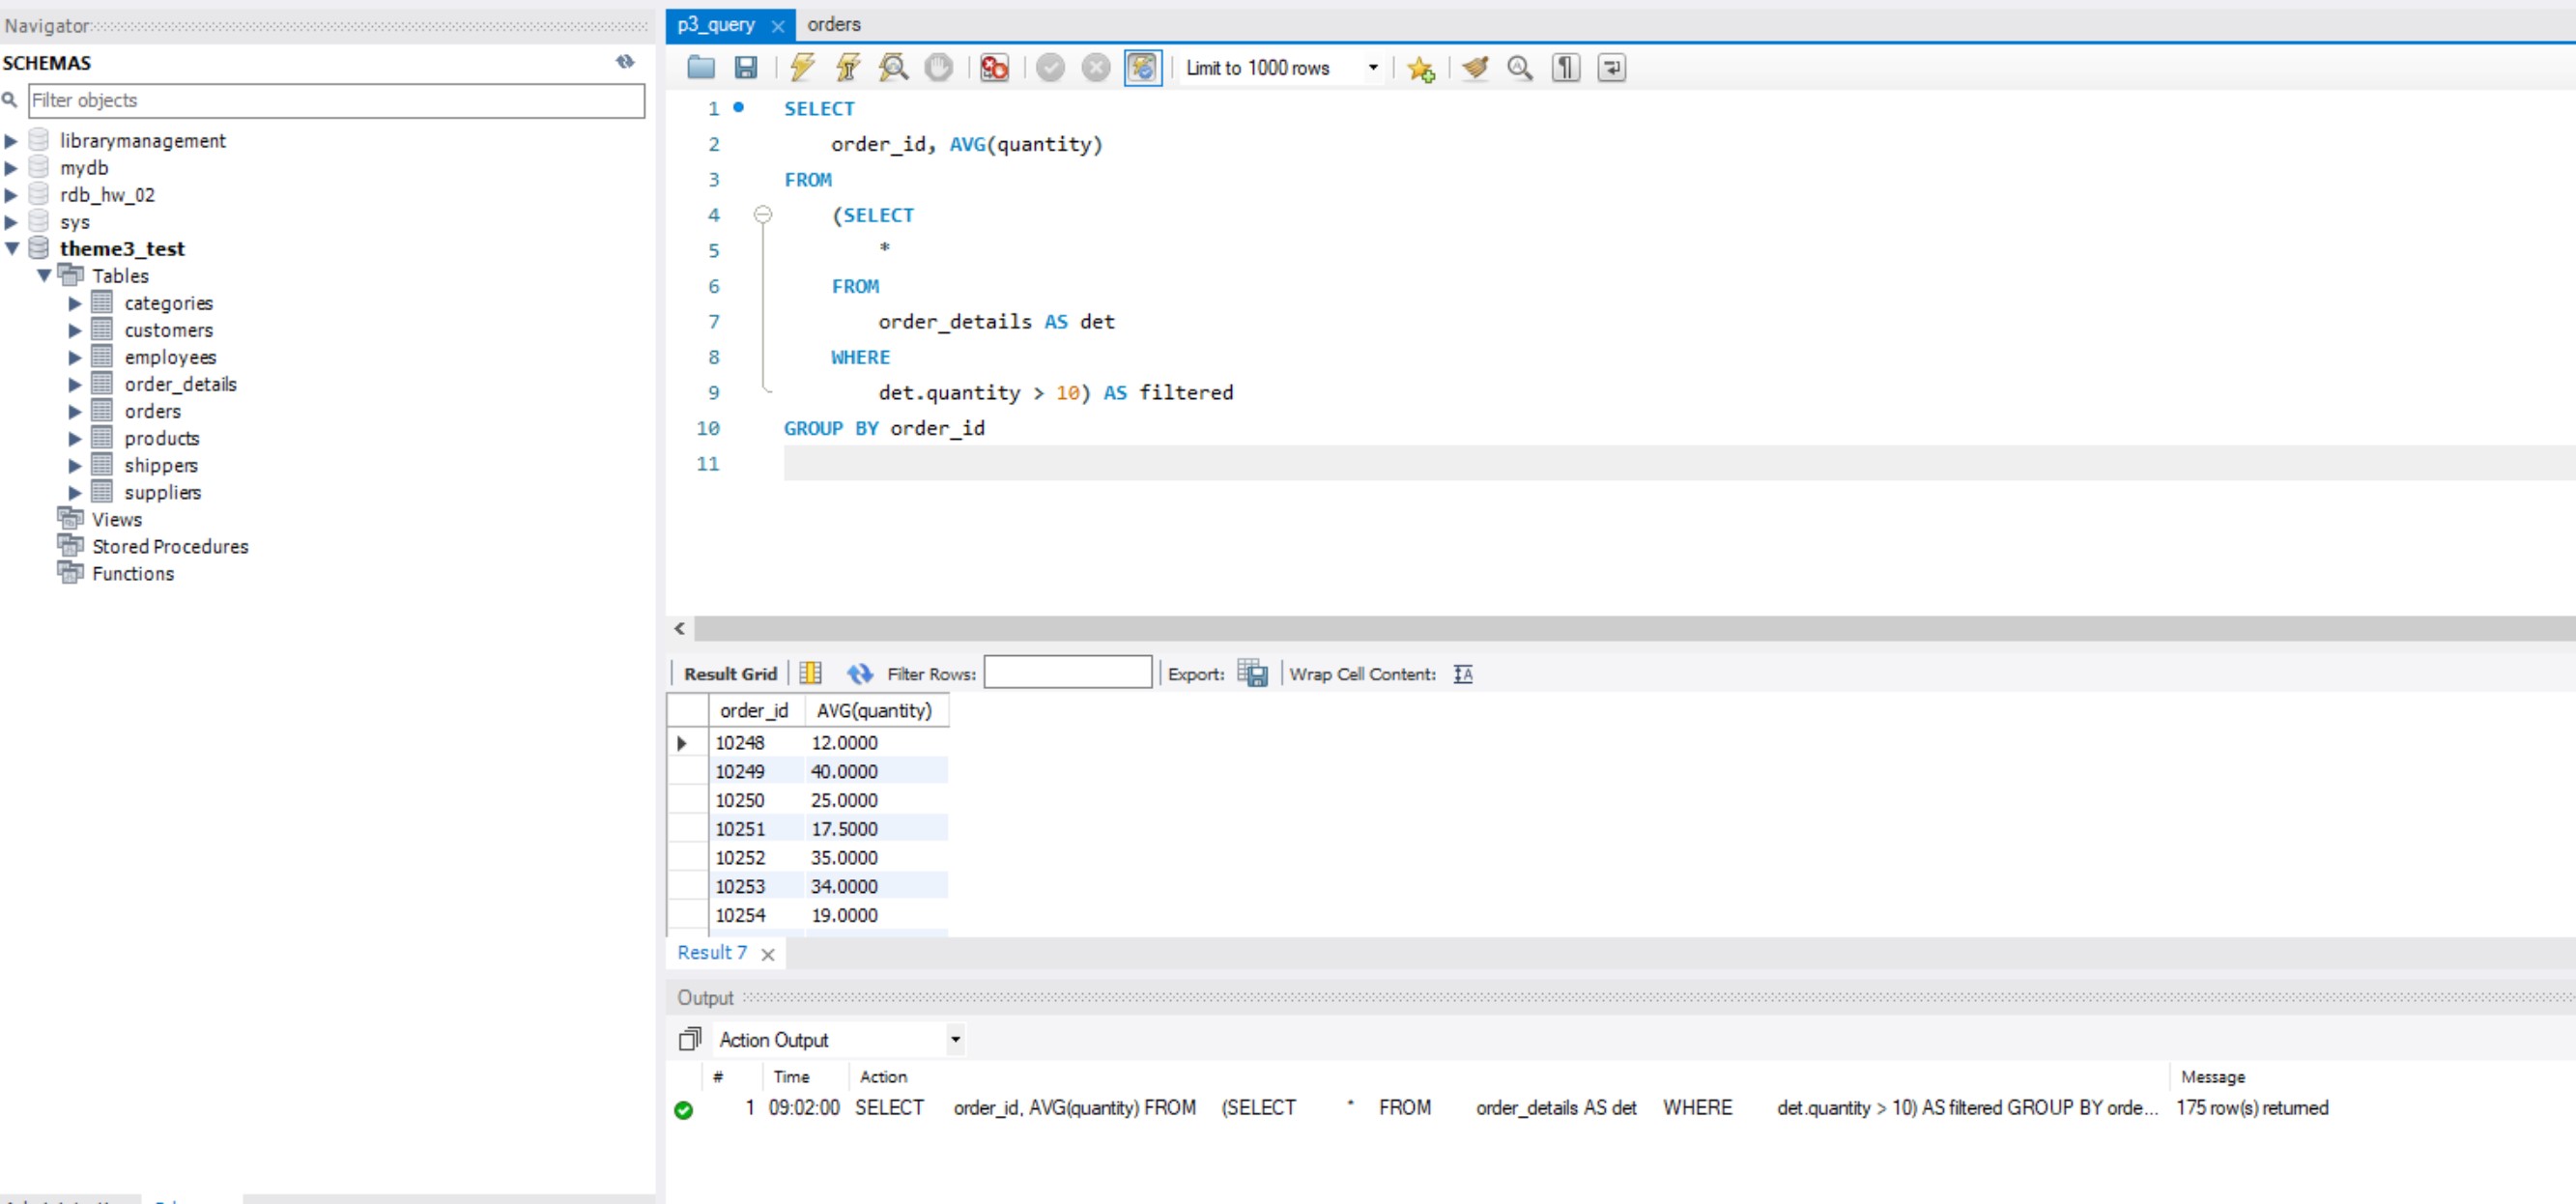 Navigator
SCHEMAS
Filter objects
librarymanagement
mydb
rdb_hw_02
sys
theme3_test
Tables
categories
customers
employees
order_details
orders
products
shippers
suppliers
Views
Stored Procedures
Functions
p3_query orders
Limit to 1000 rows
1 SELECT
2 order_id, AVG(quantity)
3 FROM
4 (SELECT
5 *
6 FROM
7 order_details AS det
8 WHERE
9 det.quantity > 10) AS filtered
10 GROUP BY order_id
11
Result Grid Filter Rows: Export: Wrap Cell Content:
order_id AVG(quantity)
10248 12.0000
10249 40.0000
10250 25.0000
10251 17.5000
10252 35.0000
10253 34.0000
10254 19.0000
Result 7
Output
Action Output
# Time Action Message
1 09:02:00 SELECT order_id, AVG(quantity) FROM (SELECT * FROM order_details AS det WHERE det.quantity > 10) AS filtered GROUP BY orde... 175 row(s) returned